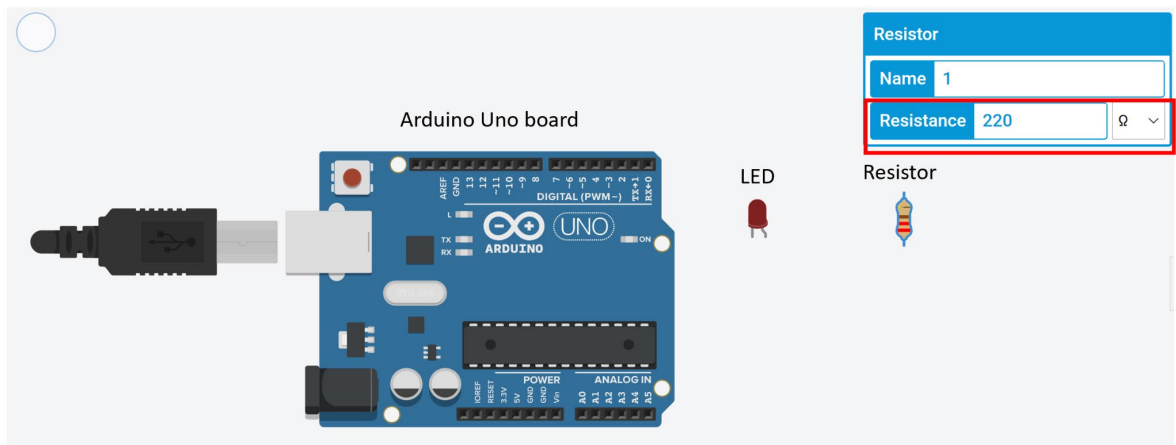 Resistor
Name 1
Resistance 220 Ω
Arduino Uno board
LED
Resistor
AREF
GND
13
12
~11
~10
~9
8
7
~6
~5
4
~3
2
TX→1
RX←0
DIGITAL (PWM~)
L
TX
RX
UNO
ARDUINO
ON
POWER
ANALOG IN
IOREF
RESET
3.3V
5V
GND
GND
Vin
A0
A1
A2
A3
A4
A5